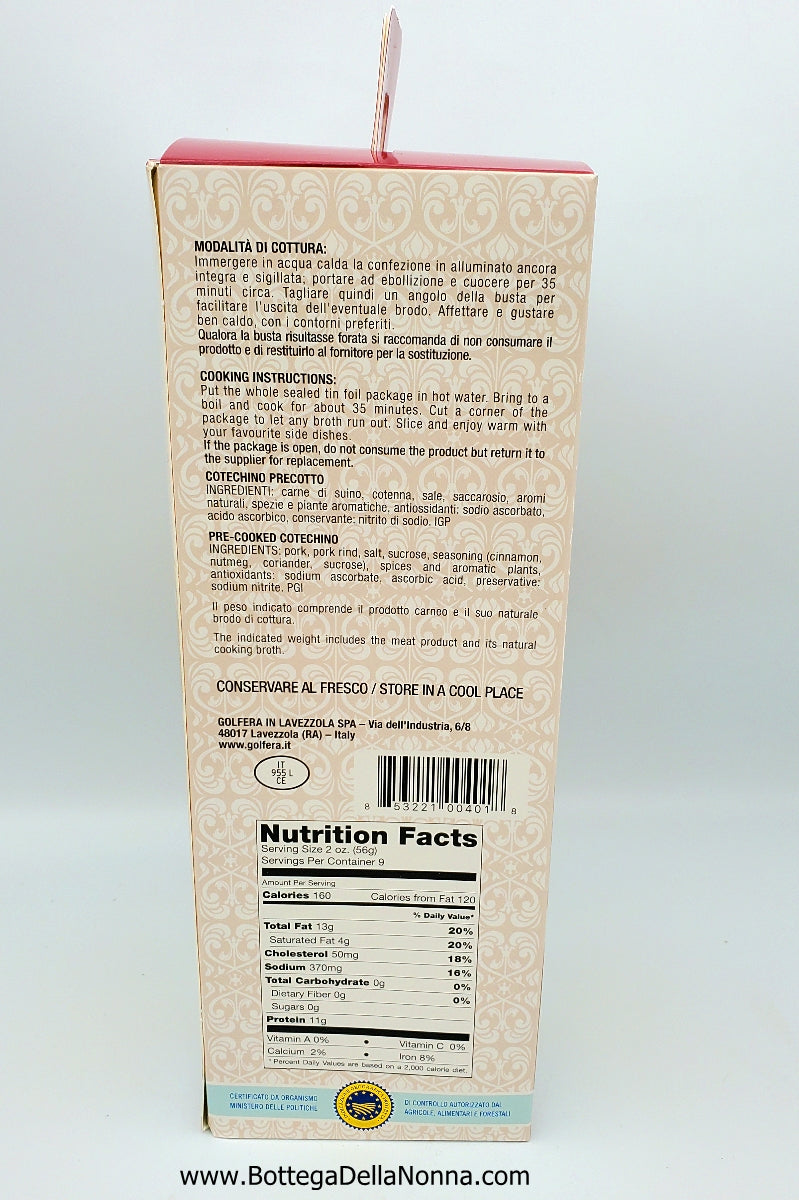 MODALITÀ DI COTTURA:
Immergere in acqua calda la confezione in alluminato ancora
integra e sigillata; portare ad ebollizione e cuocere per 35
minuti circa. Tagliare quindi un angolo della busta per
facilitare l'uscita dell'eventuale brodo. Affettare e gustare
ben caldo, con i contorni preferiti.
Qualora la busta risultasse forata si raccomanda di non consumare il
prodotto e di restituirlo al fornitore per la sostituzione.
COOKING INSTRUCTIONS:
Put the whole sealed tin foil package in hot water. Bring to a
boil and cook for about 35 minutes. Cut a corner of the
package to let any broth run out. Slice and enjoy warm with
your favourite side dishes.
If the package is open, do not consume the product but return it to
the supplier for replacement.
COTECHINO PRECOTTO
INGREDIENTI: carne di suino, cotenna, sale, saccarosio, aromi
naturali, spezie e piante aromatiche, antiossidanti: sodio ascorbato,
acido ascorbico, conservante: nitrito di sodio. IGP
PRE-COOKED COTECHINO
INGREDIENTS: pork, pork rind, salt, sucrose, seasoning (cinnamon,
nutmeg, coriander, sucrose), spices and aromatic plants,
antioxidants: sodium ascorbate, ascorbic acid, preservative:
sodium nitrite. PGI
Il peso indicato comprende il prodotto carneo e il suo naturale
brodo di cottura.
The indicated weight includes the meat product and its natural
cooking broth.
CONSERVARE AL FRESCO / STORE IN A COOL PLACE
GOLFERA IN LAVEZZOLA SPA – Via dell'Industria, 6/8
48017 Lavezzola (RA) – Italy
www.golfera.it
IT
955 L
CE
8 53221 00401 8
Nutrition Facts
Serving Size 2 oz. (56g)
Servings Per Container 9
Amount Per Serving
Calories 160 Calories from Fat 120
% Daily Value*
Total Fat 13g 20%
Saturated Fat 4g 20%
Cholesterol 50mg 18%
Sodium 370mg 16%
Total Carbohydrate 0g 0%
Dietary Fiber 0g 0%
Sugars 0g
Protein 11g
Vitamin A 0% • Vitamin C 0%
Calcium 2% • Iron 8%
* Percent Daily Values are based on a 2,000 calorie diet.
CERTIFICATO DA ORGANISMO DI CONTROLLO AUTORIZZATO DAL
MINISTERO DELLE POLITICHE AGRICOLE, ALIMENTARI E FORESTALI
www.BottegaDellaNonna.com